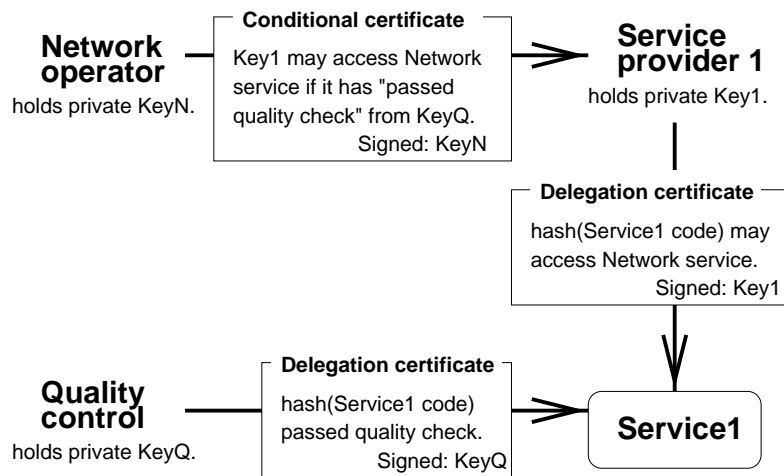 Network
operator
holds private KeyN.
Conditional certificate
Key1 may access Network
service if it has "passed
quality check" from KeyQ.
Signed: KeyN
Service
provider 1
holds private Key1.
Delegation certificate
hash(Service1 code) may
access Network service.
Signed: Key1
Quality
control
holds private KeyQ.
Delegation certificate
hash(Service1 code)
passed quality check.
Signed: KeyQ
Service1